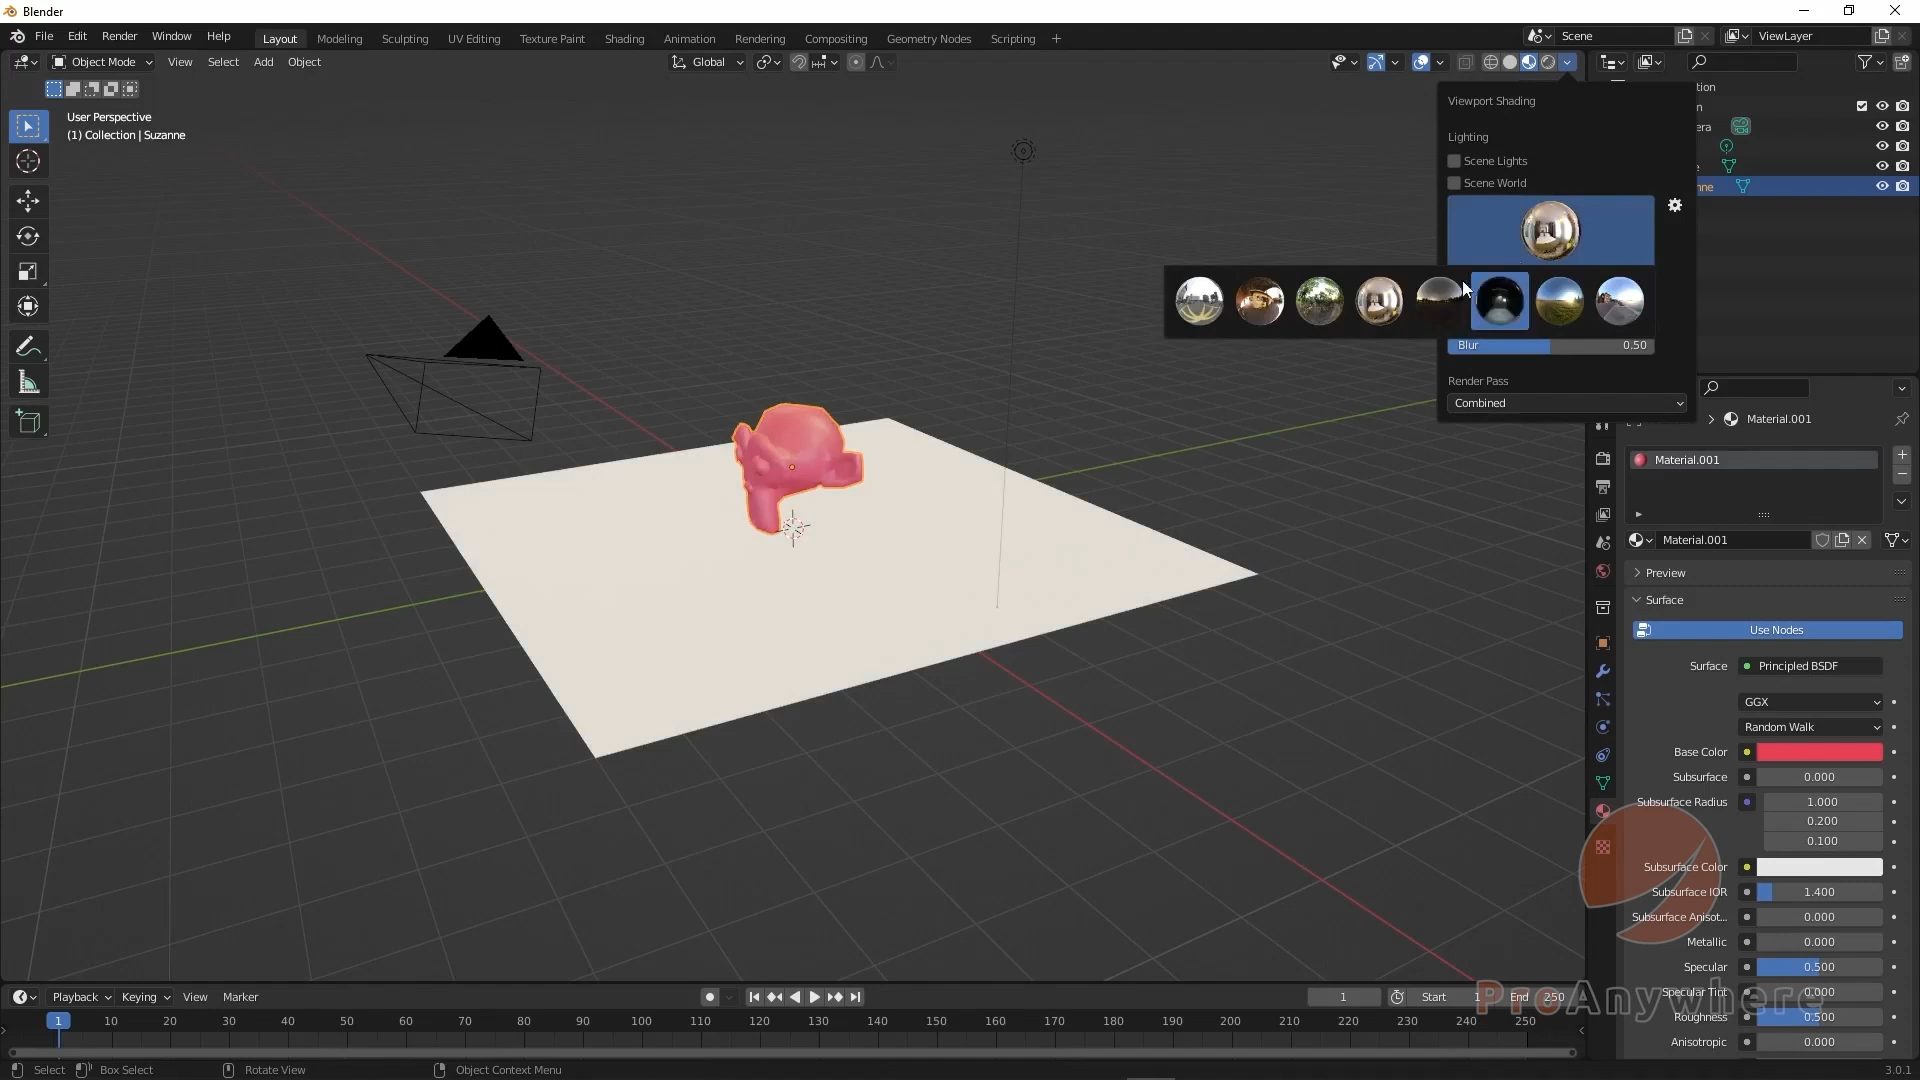 Blender
File Edit Render Window Help
Layout Modeling Sculpting UV Editing Texture Paint Shading Animation Rendering Compositing Geometry Nodes Scripting +
Scene
ViewLayer
Object Mode View Select Add Object
Global
User Perspective
(1) Collection | Suzanne
Viewport Shading
Lighting
Scene Lights
Scene World
Blur 0.50
Render Pass
Combined
tion
n
era
e
nne
Material.001
Material.001
Material.001
Preview
Surface
Use Nodes
Surface Principled BSDF
GGX
Random Walk
Base Color
Subsurface 0.000
Subsurface Radius 1.000
0.200
0.100
Subsurface Color
Subsurface IOR 1.400
Subsurface Anisot... 0.000
Metallic 0.000
Specular 0.500
Specular Tint 0.000
Roughness 0.500
Anisotropic 0.000
ProAnywhere
Playback Keying View Marker
1 Start 1 End 250
1 10 20 30 40 50 60 70 80 90 100 110 120 130 140 150 160 170 180 190 200 210 220 230 240 250
Select Box Select Rotate View Object Context Menu
3.0.1